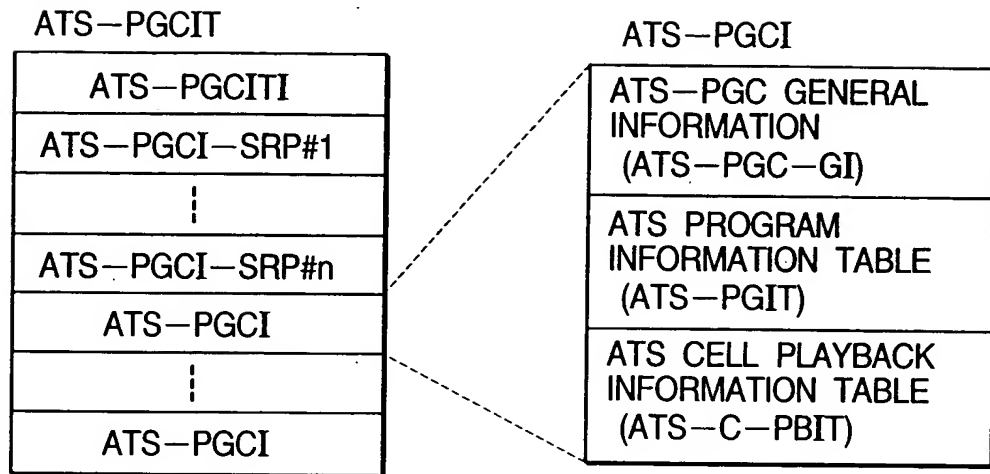 ATS-PGCIT
ATS-PGCITI
ATS-PGCI-SRP#1
ATS-PGCI-SRP#n
ATS-PGCI
ATS-PGCI
ATS-PGCI
ATS-PGC GENERAL
INFORMATION
(ATS-PGC-GI)
ATS PROGRAM
INFORMATION TABLE
(ATS-PGIT)
ATS CELL PLAYBACK
INFORMATION TABLE
(ATS-C-PBIT)